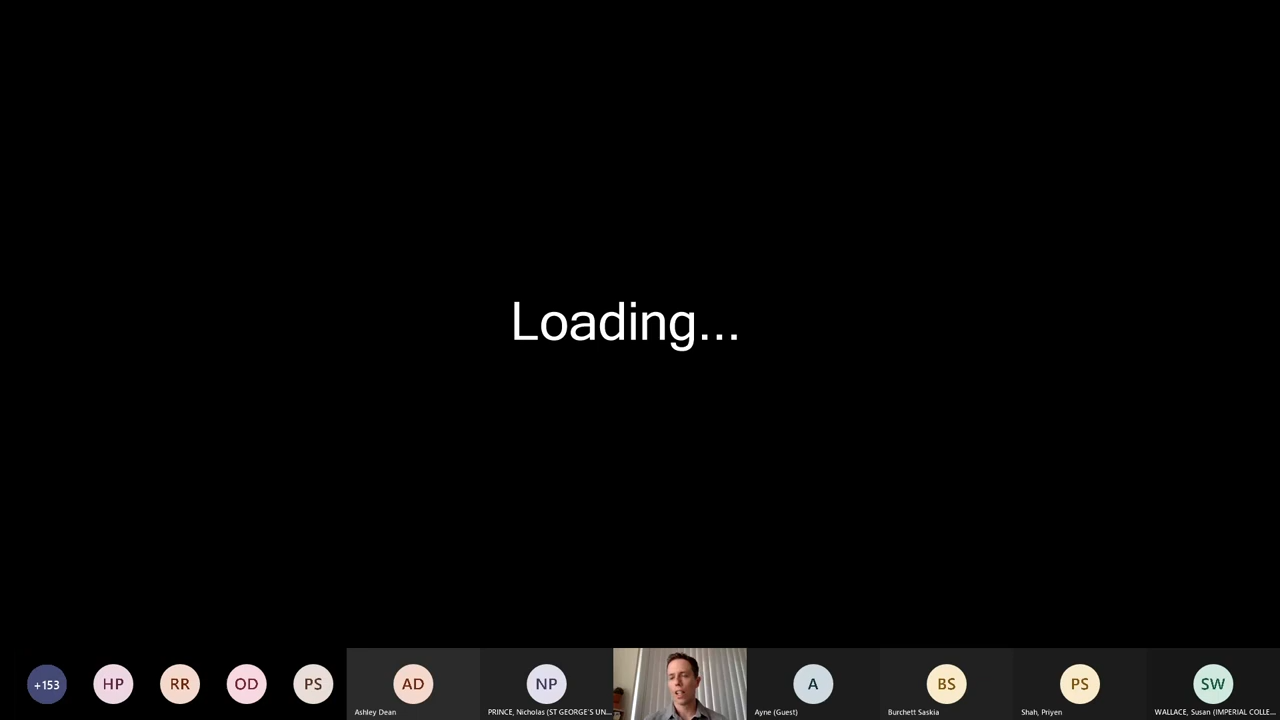 Loading...
+153
HP
RR
OD
PS
AD
Ashley Dean
NP
PRINCE, Nicholas (ST GEORGE'S UN...
A
Ayne (Guest)
BS
Burchett Saskia
PS
Shah, Priyen
SW
WALLACE, Susan (IMPERIAL COLLE...